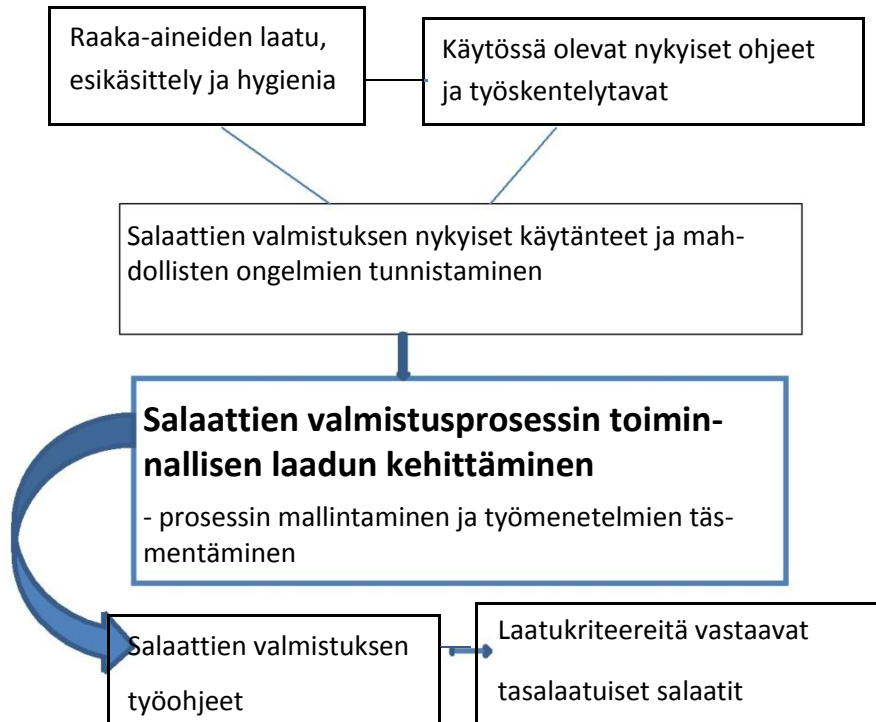 Raaka-aineiden laatu,
esikäsittely ja hygienia
Käytössä olevat nykyiset ohjeet
ja työskentelytavat
Salaattien valmistuksen nykyiset käytänteet ja mah-
dollisten ongelmien tunnistaminen
Salaattien valmistusprosessin toimin-
nallisen laadun kehittäminen
- prosessin mallintaminen ja työmenetelmien täs-
mentäminen
Salaattien valmistuksen
työohjeet
Laatukriteereitä vastaavat
tasalaatuiset salaatit